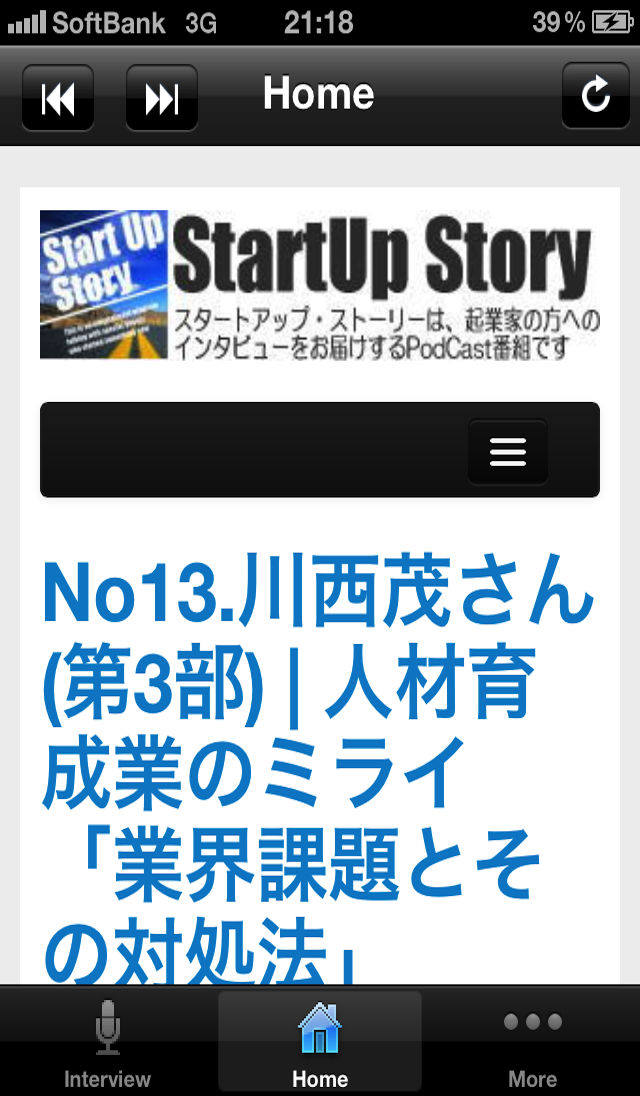 SoftBank 3G 21:18 39%
Home
Start Up
Story
StartUp Story
スタートアップ・ストーリーは、起業家の方への
インタビューをお届けするPodCast番組です
No13.川西茂さん
(第3部) | 人材育
成業のミライ
「業界課題とそ
の対処法」
Interview Home More